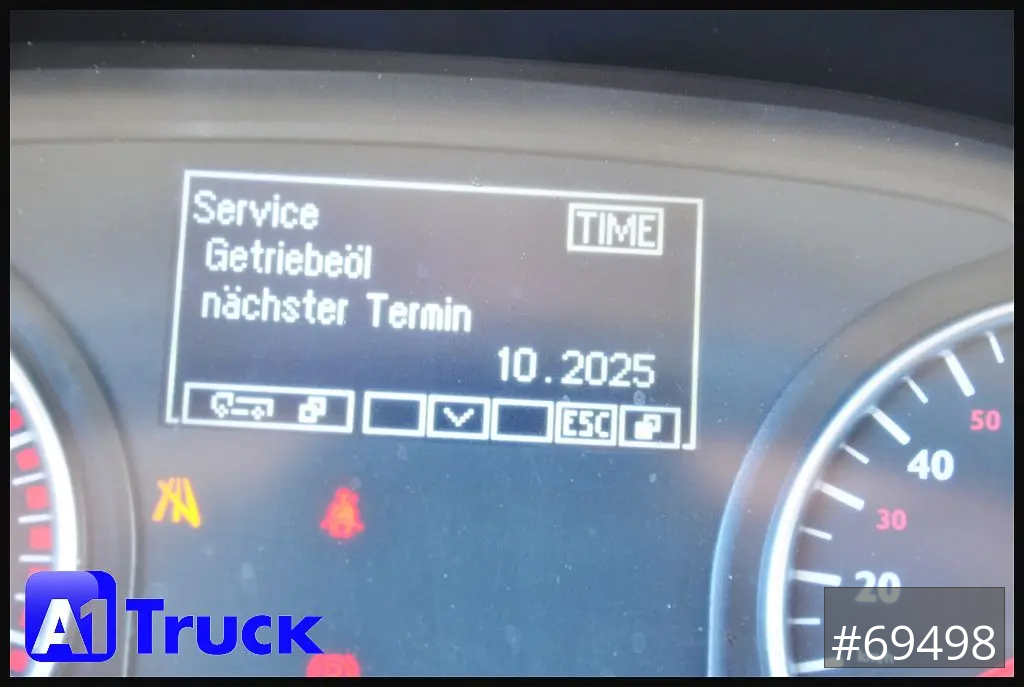 Service
TIME
Getriebeöl
nächster Termin
10.2025
ESC
50
40
30
20
A1 Truck
#69498